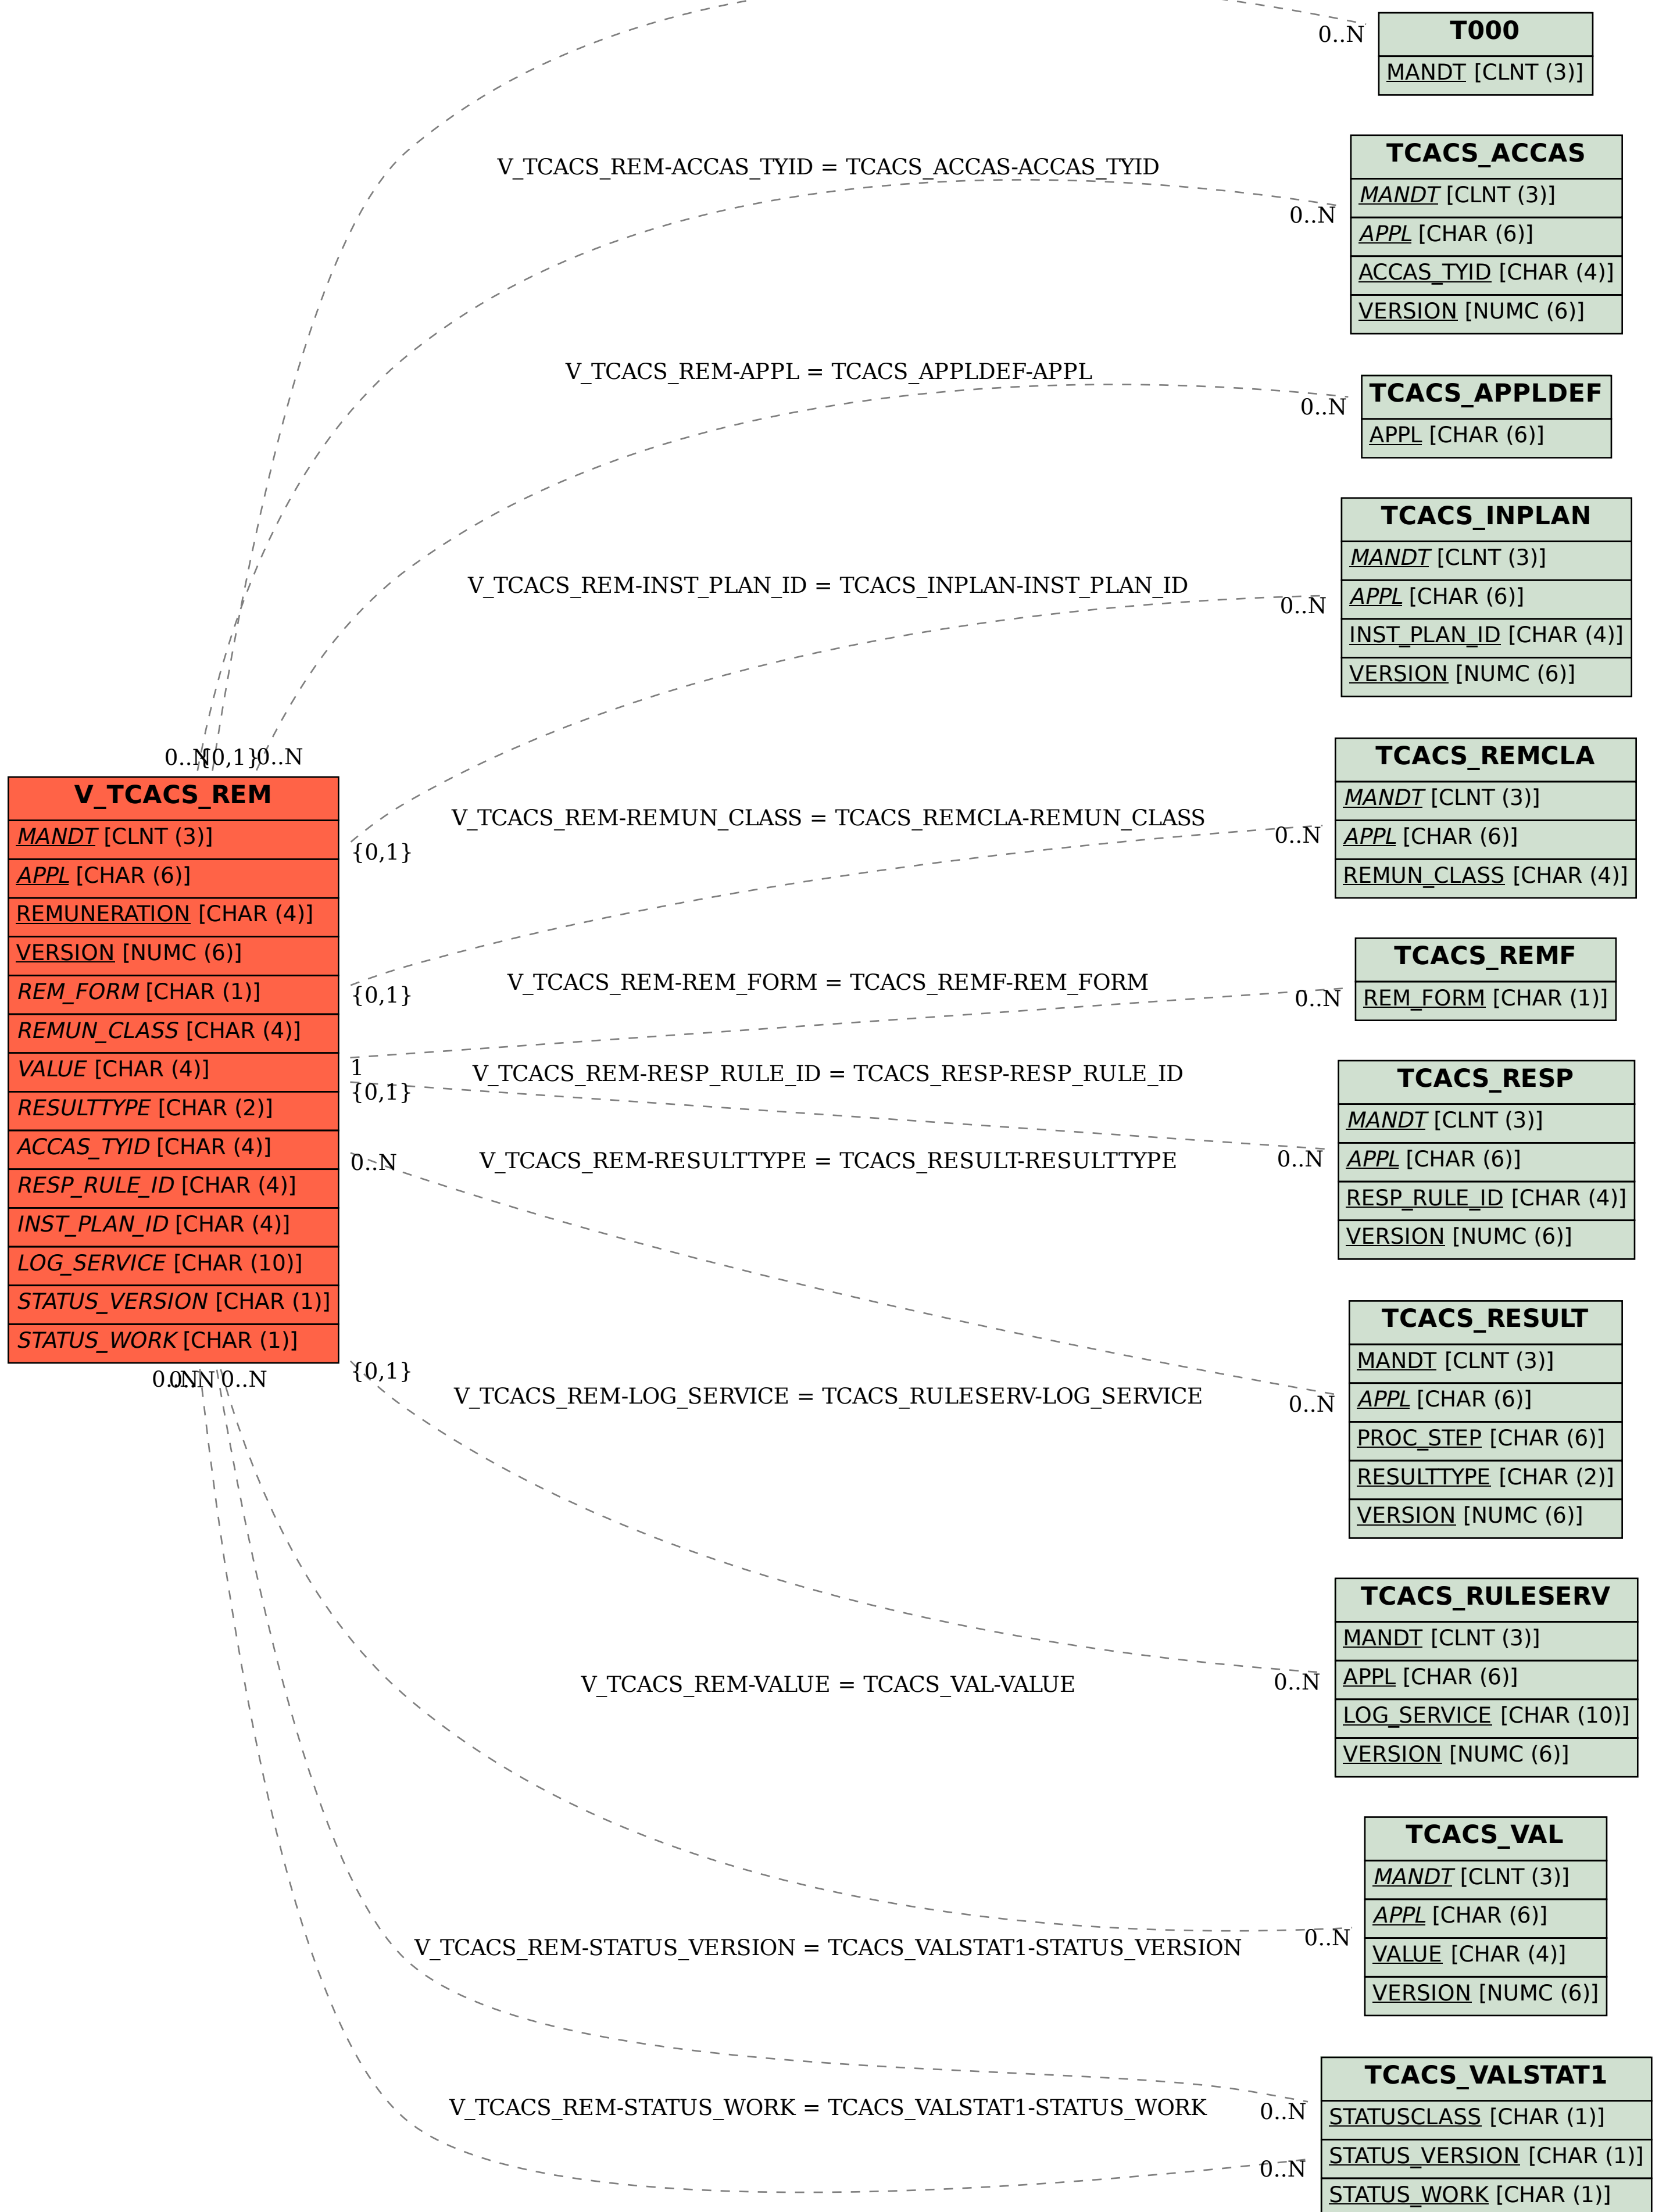 0..N
T000
MANDT [CLNT (3)]
V_TCACS_REM-ACCAS_TYID = TCACS_ACCAS-ACCAS_TYID
0..N
TCACS_ACCAS
MANDT [CLNT (3)]
APPL [CHAR (6)]
ACCAS_TYID [CHAR (4)]
VERSION [NUMC (6)]
V_TCACS_REM-APPL = TCACS_APPLDEF-APPL
0..N
TCACS_APPLDEF
APPL [CHAR (6)]
V_TCACS_REM-INST_PLAN_ID = TCACS_INPLAN-INST_PLAN_ID
0..N
TCACS_INPLAN
MANDT [CLNT (3)]
APPL [CHAR (6)]
INST_PLAN_ID [CHAR (4)]
VERSION [NUMC (6)]
0..N
{0,1}
0..N
V_TCACS_REM
MANDT [CLNT (3)]
APPL [CHAR (6)]
REMUNERATION [CHAR (4)]
VERSION [NUMC (6)]
REM_FORM [CHAR (1)]
REMUN_CLASS [CHAR (4)]
VALUE [CHAR (4)]
RESULTTYPE [CHAR (2)]
ACCAS_TYID [CHAR (4)]
RESP_RULE_ID [CHAR (4)]
INST_PLAN_ID [CHAR (4)]
LOG_SERVICE [CHAR (10)]
STATUS_VERSION [CHAR (1)]
STATUS_WORK [CHAR (1)]
0..N
0..N
0..N
{0,1}
V_TCACS_REM-REMUN_CLASS = TCACS_REMCLA-REMUN_CLASS
0..N
TCACS_REMCLA
MANDT [CLNT (3)]
APPL [CHAR (6)]
REMUN_CLASS [CHAR (4)]
{0,1}
V_TCACS_REM-REM_FORM = TCACS_REMF-REM_FORM
0..N
TCACS_REMF
REM_FORM [CHAR (1)]
1
{0,1}
V_TCACS_REM-RESP_RULE_ID = TCACS_RESP-RESP_RULE_ID
0..N
TCACS_RESP
MANDT [CLNT (3)]
APPL [CHAR (6)]
RESP_RULE_ID [CHAR (4)]
VERSION [NUMC (6)]
0..N
V_TCACS_REM-RESULTTYPE = TCACS_RESULT-RESULTTYPE
0..N
TCACS_RESULT
MANDT [CLNT (3)]
APPL [CHAR (6)]
PROC_STEP [CHAR (6)]
RESULTTYPE [CHAR (2)]
VERSION [NUMC (6)]
{0,1}
V_TCACS_REM-LOG_SERVICE = TCACS_RULESERV-LOG_SERVICE
0..N
TCACS_RULESERV
MANDT [CLNT (3)]
APPL [CHAR (6)]
LOG_SERVICE [CHAR (10)]
VERSION [NUMC (6)]
V_TCACS_REM-VALUE = TCACS_VAL-VALUE
0..N
TCACS_VAL
MANDT [CLNT (3)]
APPL [CHAR (6)]
VALUE [CHAR (4)]
VERSION [NUMC (6)]
V_TCACS_REM-STATUS_VERSION = TCACS_VALSTAT1-STATUS_VERSION
0..N
V_TCACS_REM-STATUS_WORK = TCACS_VALSTAT1-STATUS_WORK
0..N
TCACS_VALSTAT1
STATUSCLASS [CHAR (1)]
STATUS_VERSION [CHAR (1)]
STATUS_WORK [CHAR (1)]